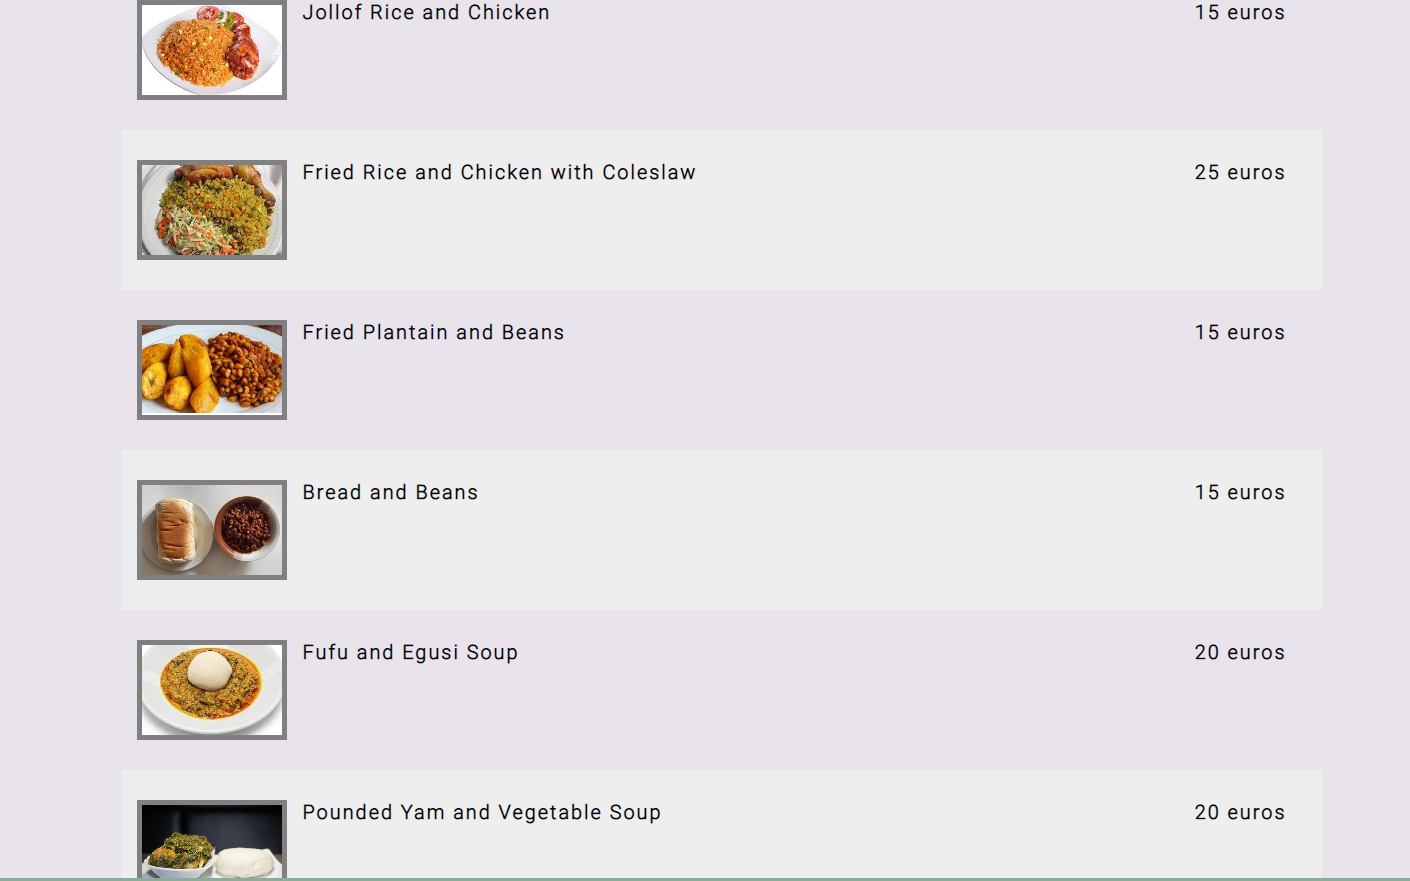 Jollof Rice and Chicken 15 euros
Fried Rice and Chicken with Coleslaw 25 euros
Fried Plantain and Beans 15 euros
Bread and Beans 15 euros
Fufu and Egusi Soup 20 euros
Pounded Yam and Vegetable Soup 20 euros